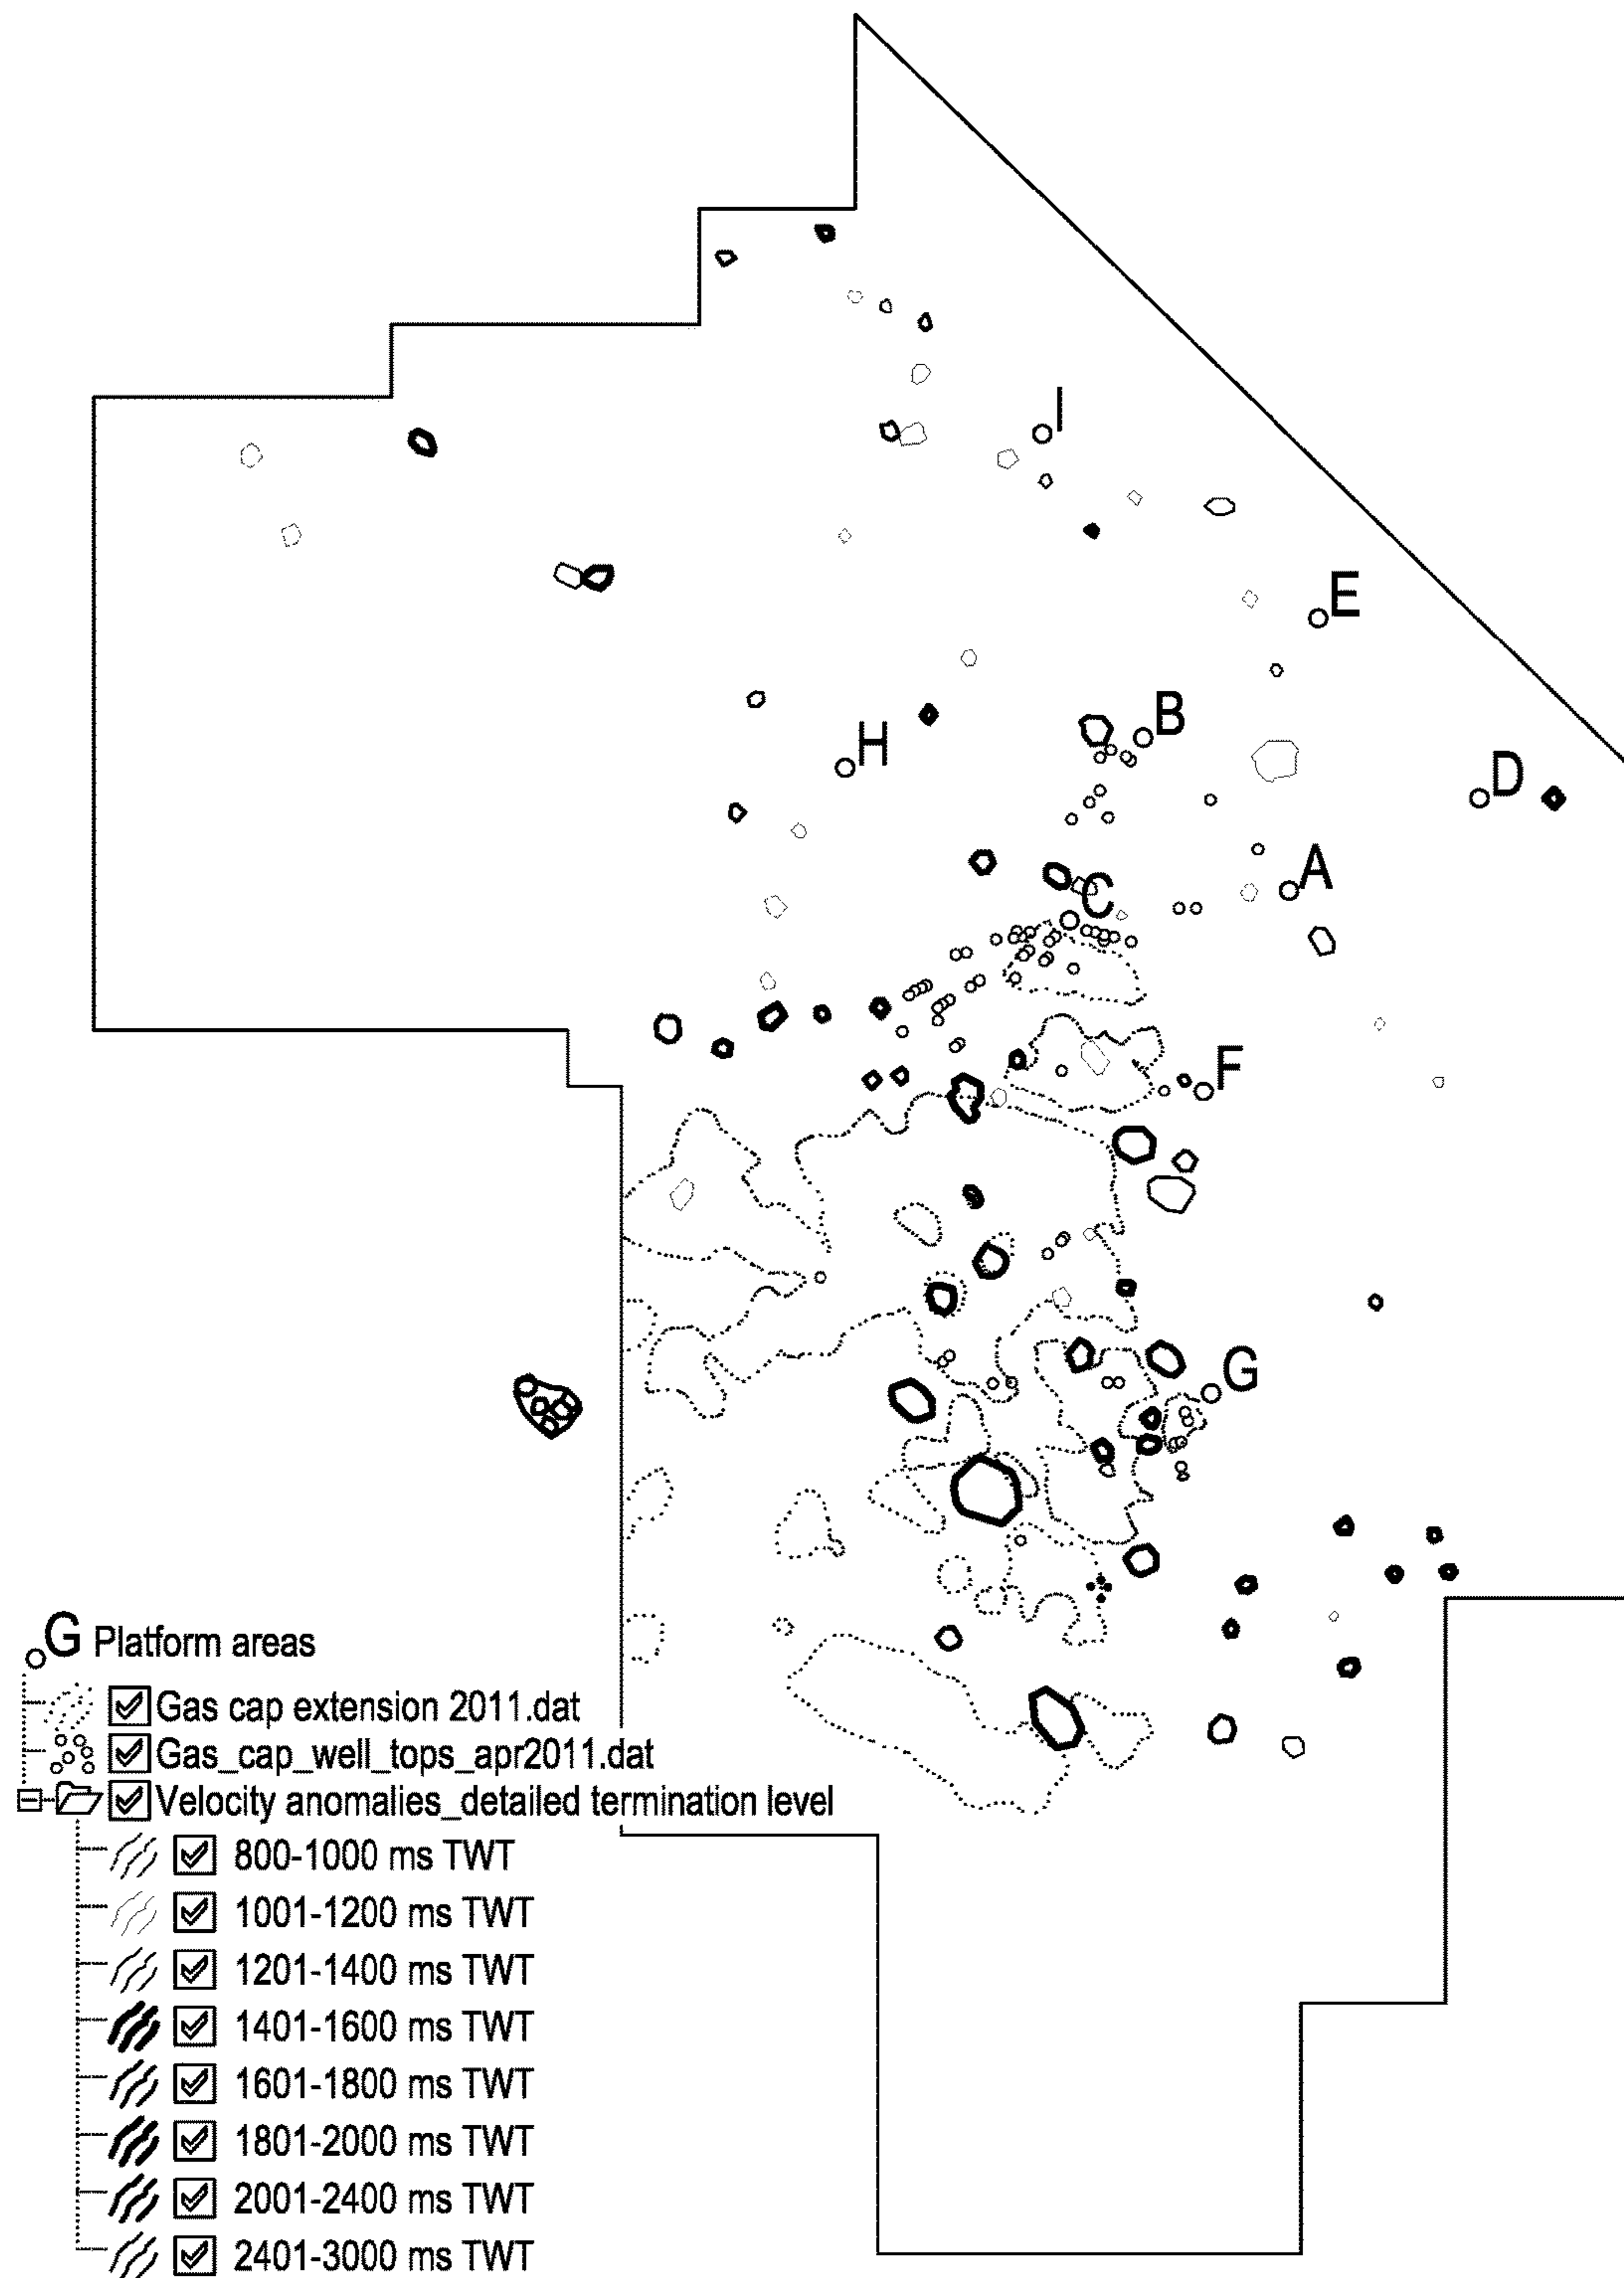 I
E
B
H
D
A
C
F
G
G Platform areas
Gas cap extension 2011.dat
Gas_cap_well_tops_apr2011.dat
Velocity anomalies_detailed termination level
800-1000 ms TWT
1001-1200 ms TWT
1201-1400 ms TWT
1401-1600 ms TWT
1601-1800 ms TWT
1801-2000 ms TWT
2001-2400 ms TWT
2401-3000 ms TWT